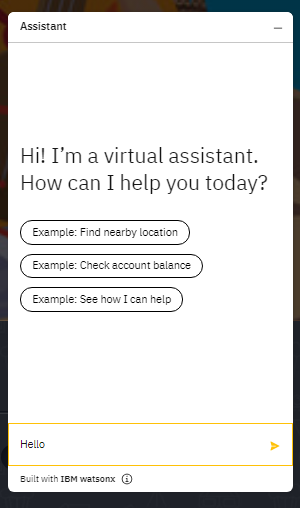 Assistant
Hi! I’m a virtual assistant.
How can I help you today?
Example: Find nearby location
Example: Check account balance
Example: See how I can help
Hello
Built with IBM watsonx